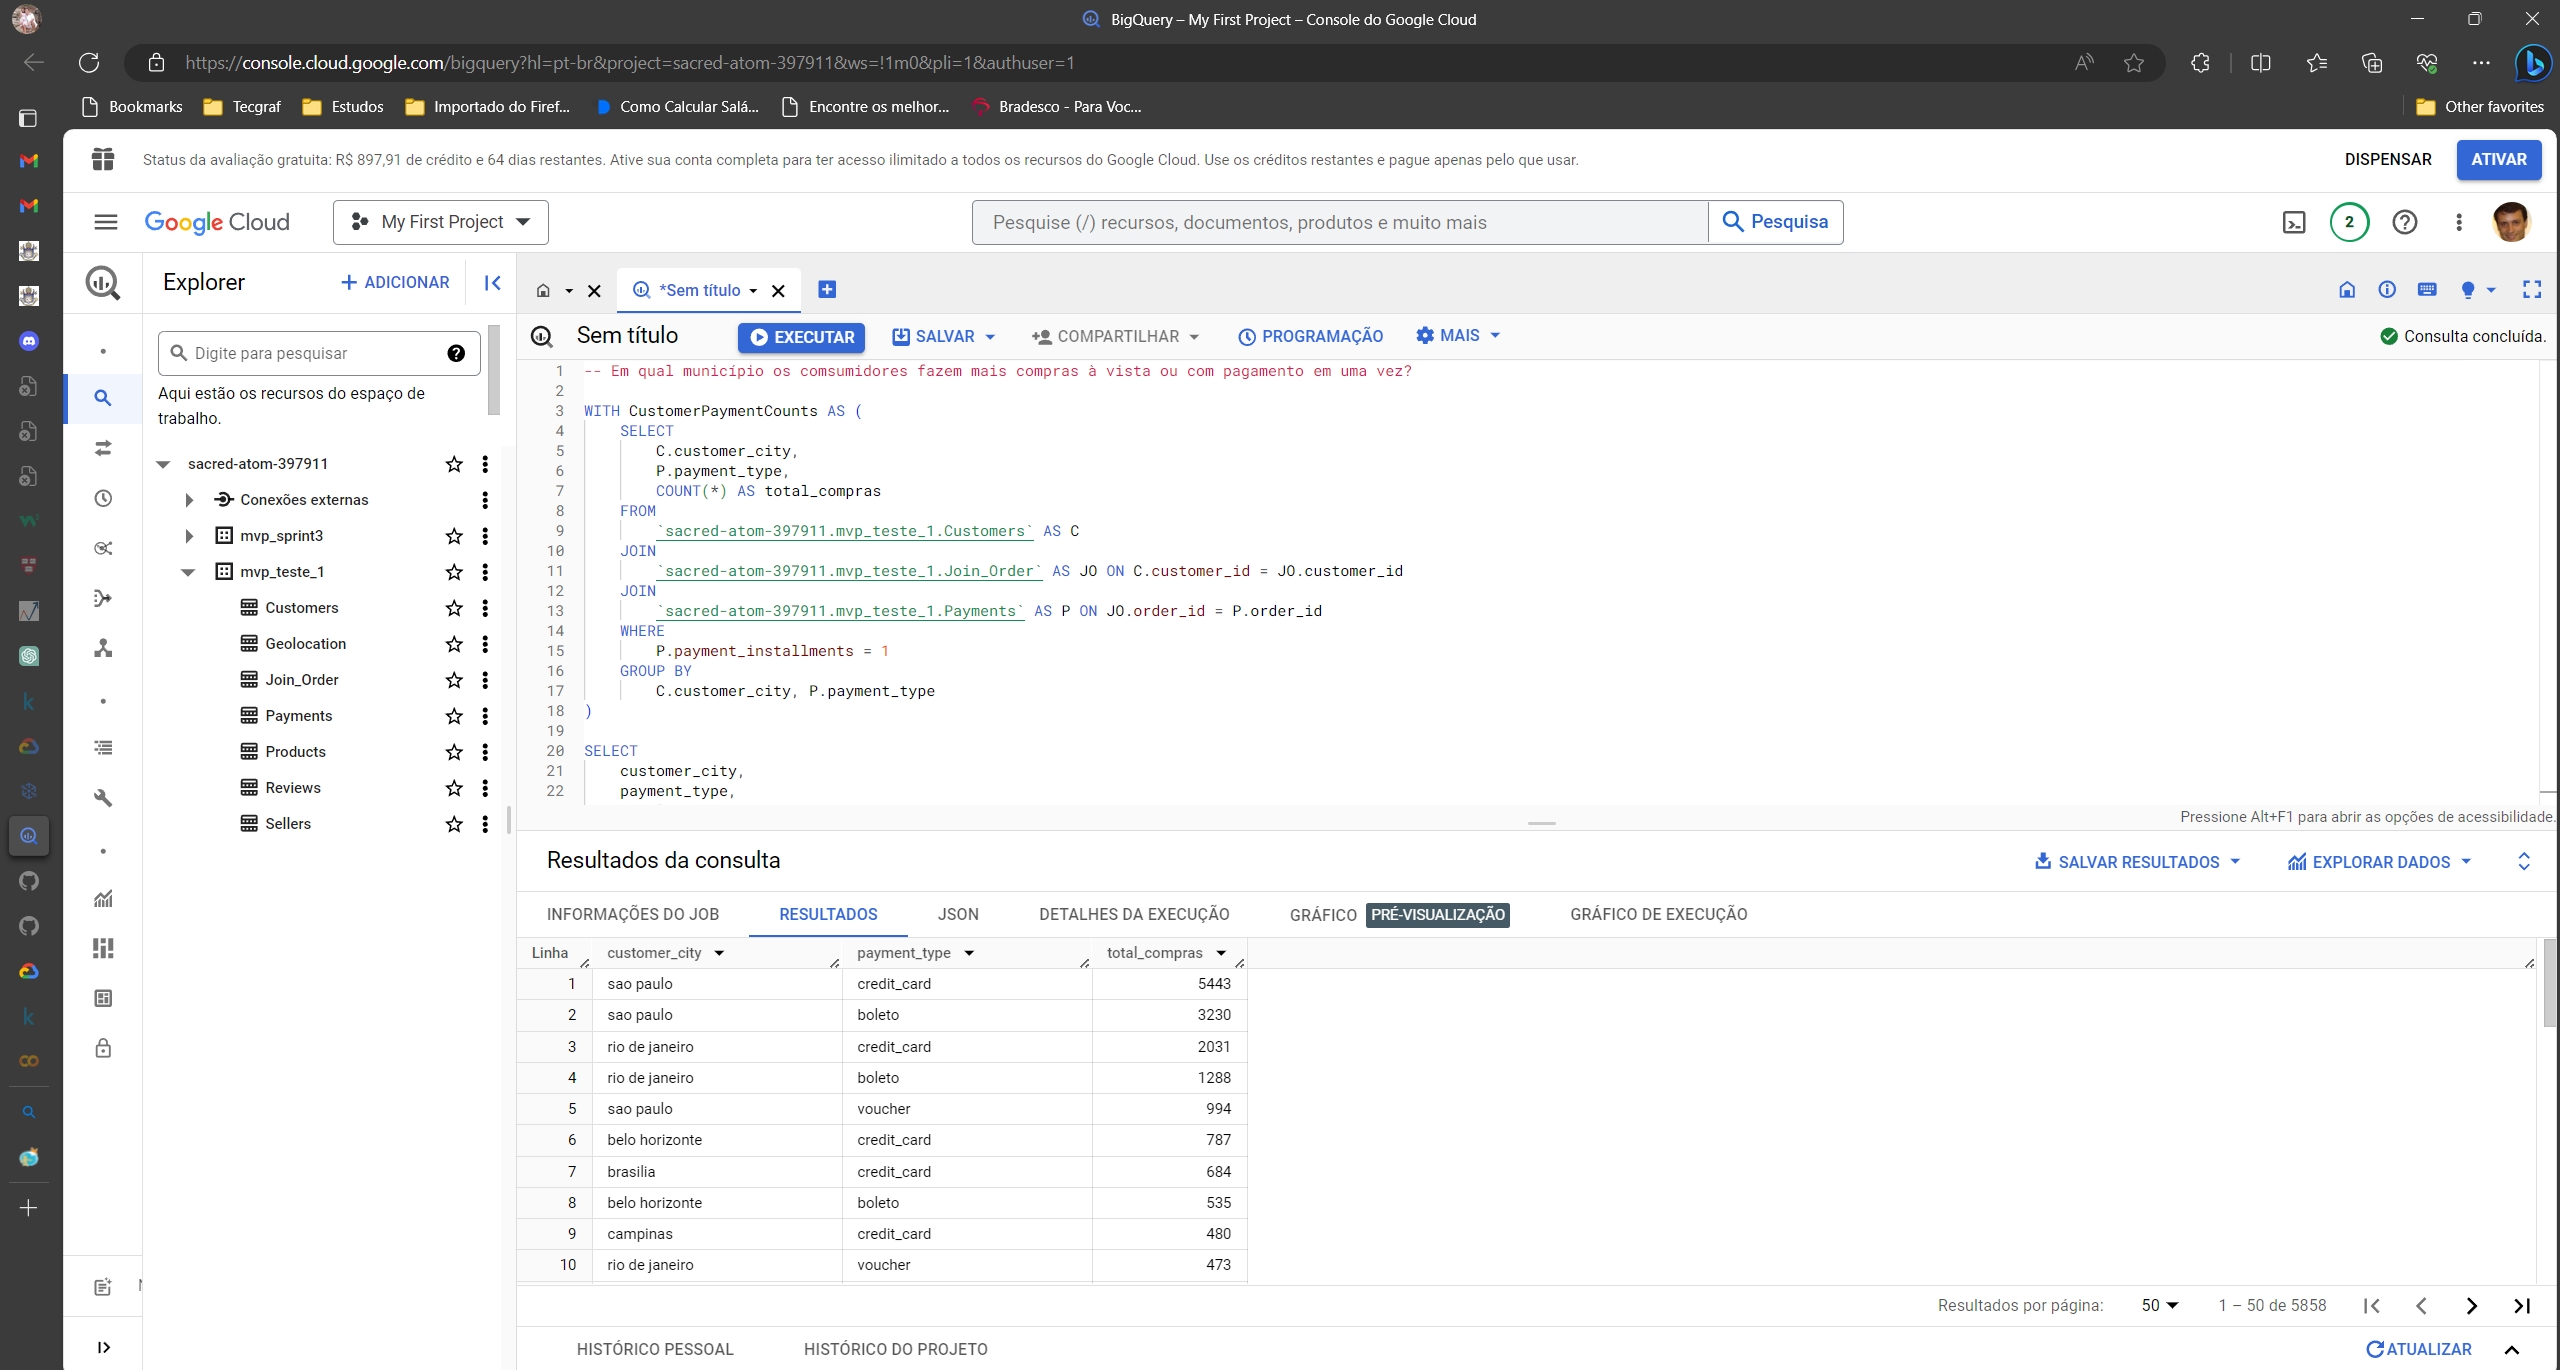 BigQuery – My First Project – Console do Google Cloud
https://console.cloud.google.com/bigquery?hl=pt-br&project=sacred-atom-397911&ws=!1m0&pli=1&authuser=1
Bookmarks Tecgraf Estudos Importado do Firef... Como Calcular Salá... Encontre os melhor... Bradesco - Para Voc... Other favorites
Status da avaliação gratuita: R$ 897,91 de crédito e 64 dias restantes. Ative sua conta completa para ter acesso ilimitado a todos os recursos do Google Cloud. Use os créditos restantes e pague apenas pelo que usar. DISPENSAR ATIVAR
Google Cloud My First Project Pesquise (/) recursos, documentos, produtos e muito mais Pesquisa 2
Explorer + ADICIONAR
Digite para pesquisar
Aqui estão os recursos do espaço de
trabalho.
sacred-atom-397911
Conexões externas
mvp_sprint3
mvp_teste_1
Customers
Geolocation
Join_Order
Payments
Products
Reviews
Sellers
*Sem título
Sem título EXECUTAR SALVAR COMPARTILHAR PROGRAMAÇÃO MAIS Consulta concluída.
1 -- Em qual município os comsumidores fazem mais compras à vista ou com pagamento em uma vez?
2
3 WITH CustomerPaymentCounts AS (
4 SELECT
5 C.customer_city,
6 P.payment_type,
7 COUNT(*) AS total_compras
8 FROM
9 `sacred-atom-397911.mvp_teste_1.Customers` AS C
10 JOIN
11 `sacred-atom-397911.mvp_teste_1.Join_Order` AS JO ON C.customer_id = JO.customer_id
12 JOIN
13 `sacred-atom-397911.mvp_teste_1.Payments` AS P ON JO.order_id = P.order_id
14 WHERE
15 P.payment_installments = 1
16 GROUP BY
17 C.customer_city, P.payment_type
18 )
19
20 SELECT
21 customer_city,
22 payment_type,
Pressione Alt+F1 para abrir as opções de acessibilidade.
Resultados da consulta SALVAR RESULTADOS EXPLORAR DADOS
INFORMAÇÕES DO JOB RESULTADOS JSON DETALHES DA EXECUÇÃO GRÁFICO PRÉ-VISUALIZAÇÃO GRÁFICO DE EXECUÇÃO
Linha customer_city payment_type total_compras
1 sao paulo credit_card 5443
2 sao paulo boleto 3230
3 rio de janeiro credit_card 2031
4 rio de janeiro boleto 1288
5 sao paulo voucher 994
6 belo horizonte credit_card 787
7 brasilia credit_card 684
8 belo horizonte boleto 535
9 campinas credit_card 480
10 rio de janeiro voucher 473
Resultados por página: 50 1 – 50 de 5858
HISTÓRICO PESSOAL HISTÓRICO DO PROJETO ATUALIZAR